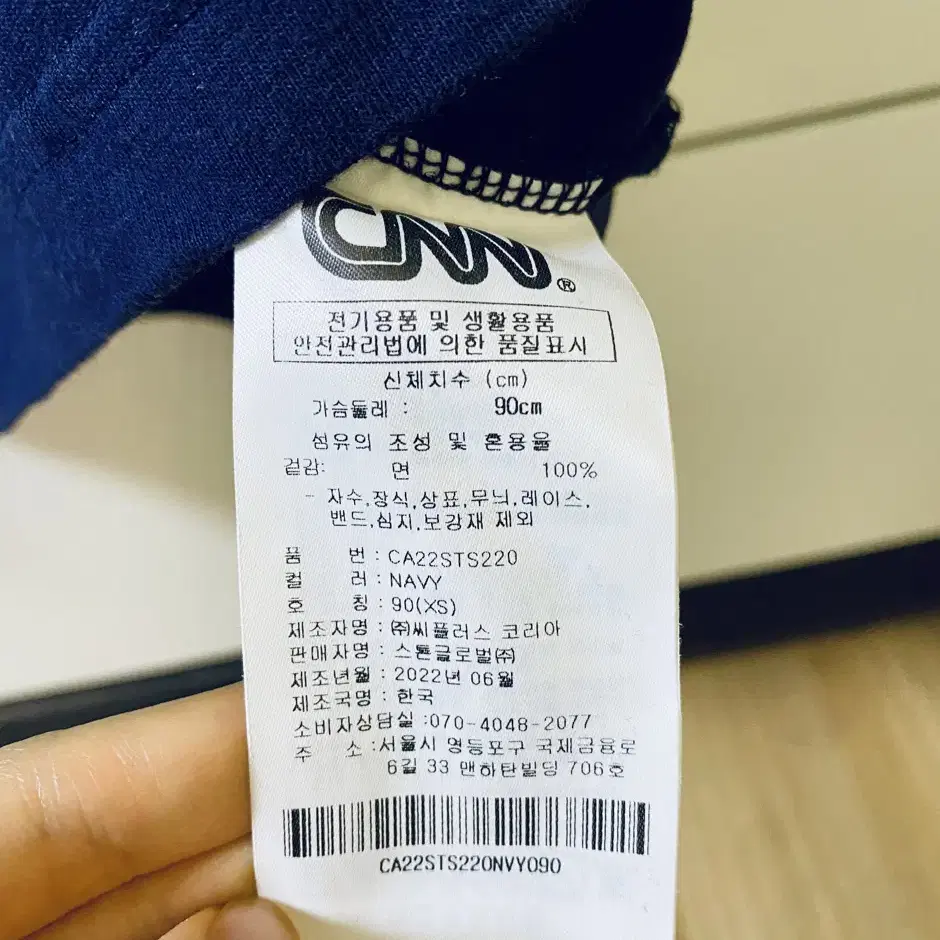 CNN®
전기용품 및 생활용품
안전관리법에 의한 품질표시
신체치수 (cm)
가슴둘레 : 90cm
섬유의 조성 및 혼용율
겉감: 면 100%
- 자수,장식,상표,무늬,레이스,
밴드,심지,보강재 제외
품 번 : CA22STS220
컬 러 : NAVY
호 칭 : 90(XS)
제조자명 : ㈜씨플러스 코리아
판매자명 : 스톤글로벌㈜
제조년월 : 2022년 06월
제조국명 : 한국
소비자상담실 :070-4048-2077
주 소 :서울시 영등포구 국제금융로
6길 33 맨하탄빌딩 706호
CA22STS220NVY090